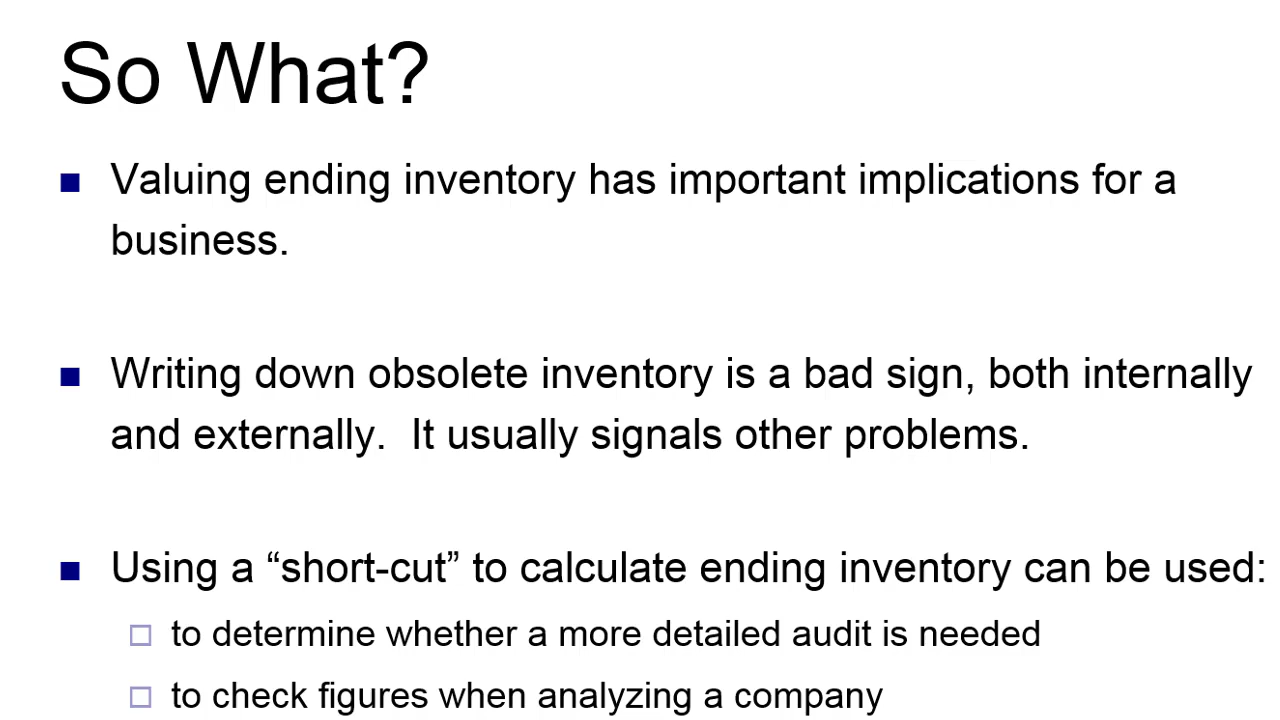 So What?
Valuing ending inventory has important implications for a
business.
Writing down obsolete inventory is a bad sign, both internally
and externally.  It usually signals other problems.
Using a “short-cut” to calculate ending inventory can be used:
to determine whether a more detailed audit is needed
to check figures when analyzing a company